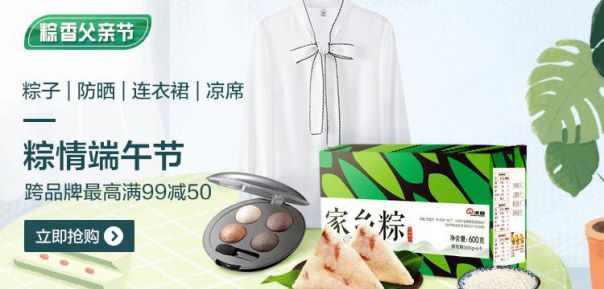 粽香父亲节
粽子 | 防晒 | 连衣裙 | 凉席
粽情端午节
跨品牌最高满99减50
立即抢购
家乡粽
净含量:600克